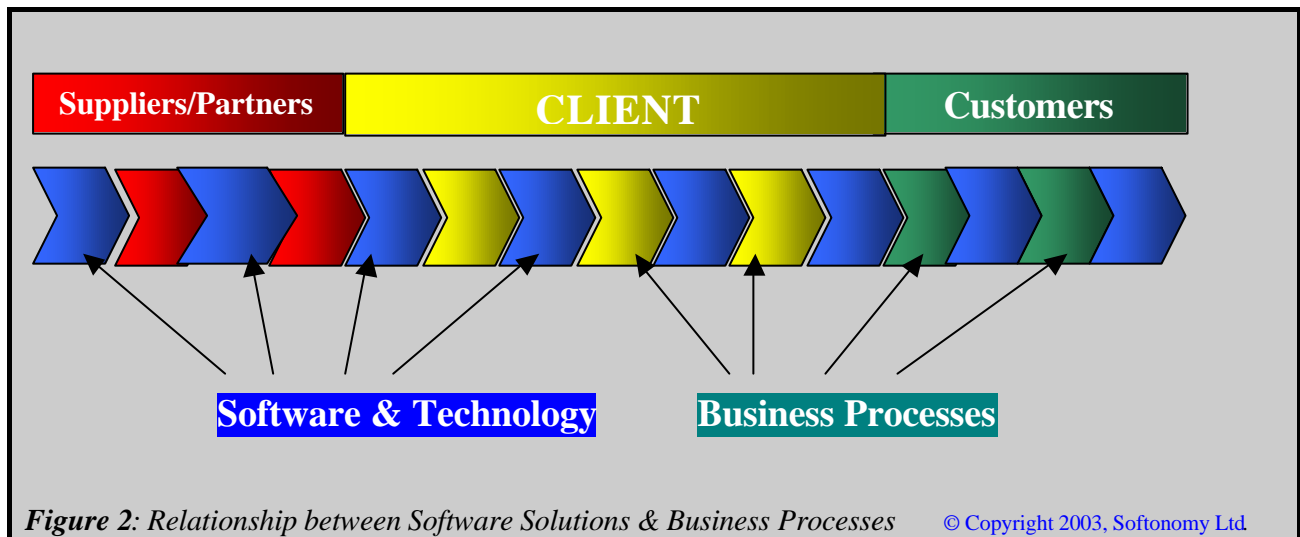 Suppliers/Partners CLIENT Customers
Software & Technology Business Processes
Figure 2: Relationship between Software Solutions & Business Processes © Copyright 2003, Softonomy Ltd.